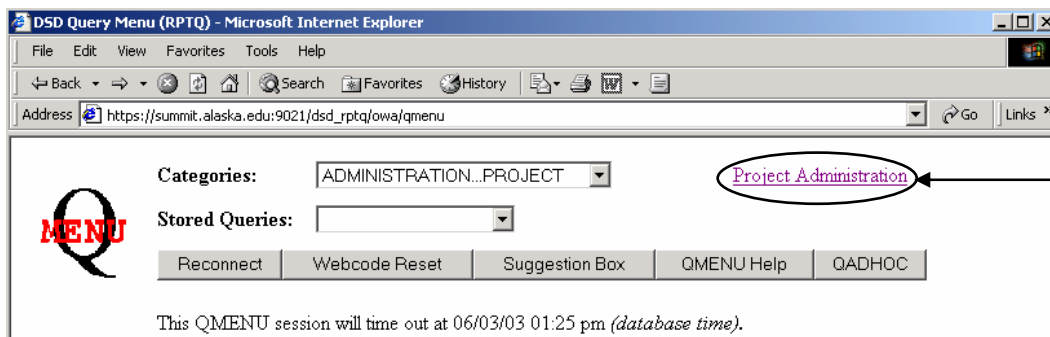 DSD Query Menu (RPTQ) - Microsoft Internet Explorer
File Edit View Favorites Tools Help
Back Search Favorites History
Address https://summit.alaska.edu:9021/dsd_rptq/owa/qmenu Go Links »
Categories: ADMINISTRATION...PROJECT Project Administration
Stored Queries:
QMENU
Reconnect Webcode Reset Suggestion Box QMENU Help QADHOC
This QMENU session will time out at 06/03/03 01:25 pm (database time).